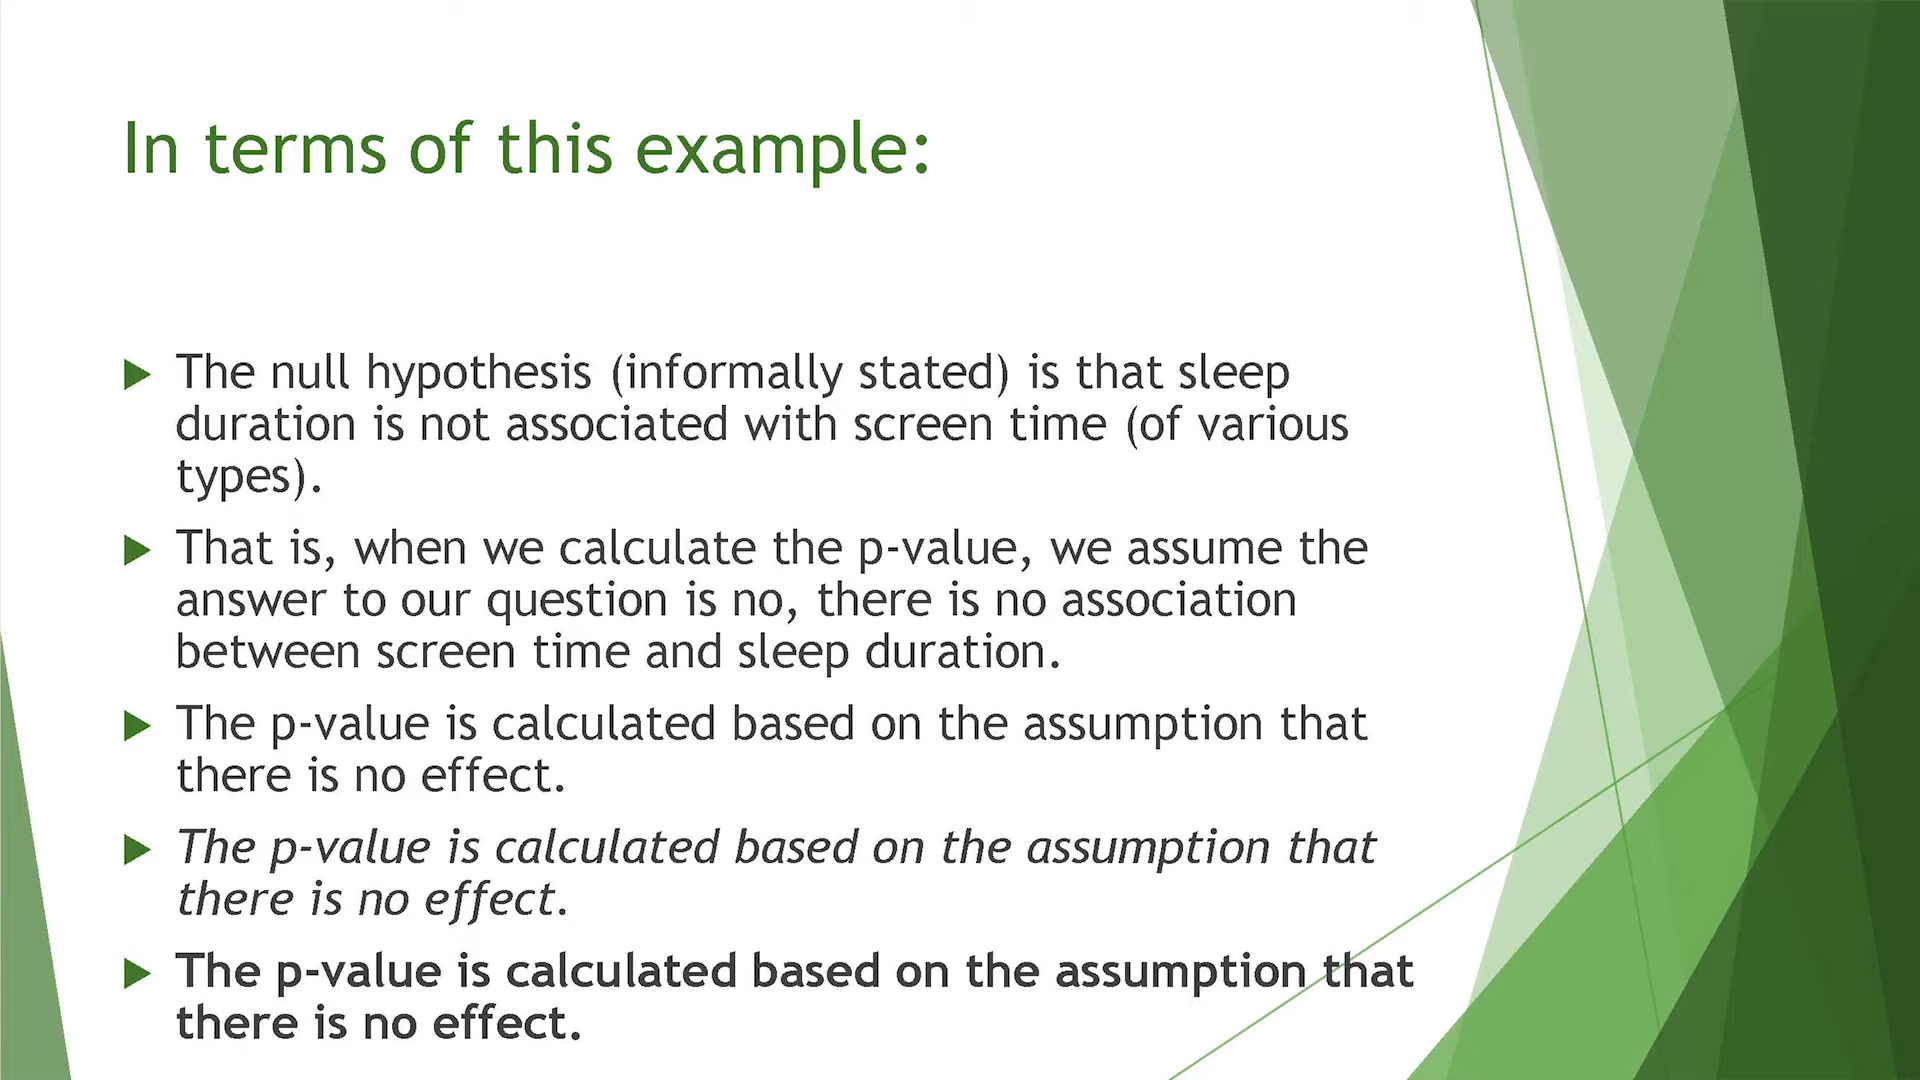 In terms of this example:
The null hypothesis (informally stated) is that sleep
duration is not associated with screen time (of various
types).
That is, when we calculate the p-value, we assume the
answer to our question is no, there is no association
between screen time and sleep duration.
The p-value is calculated based on the assumption that
there is no effect.
The p-value is calculated based on the assumption that
there is no effect.
The p-value is calculated based on the assumption that
there is no effect.